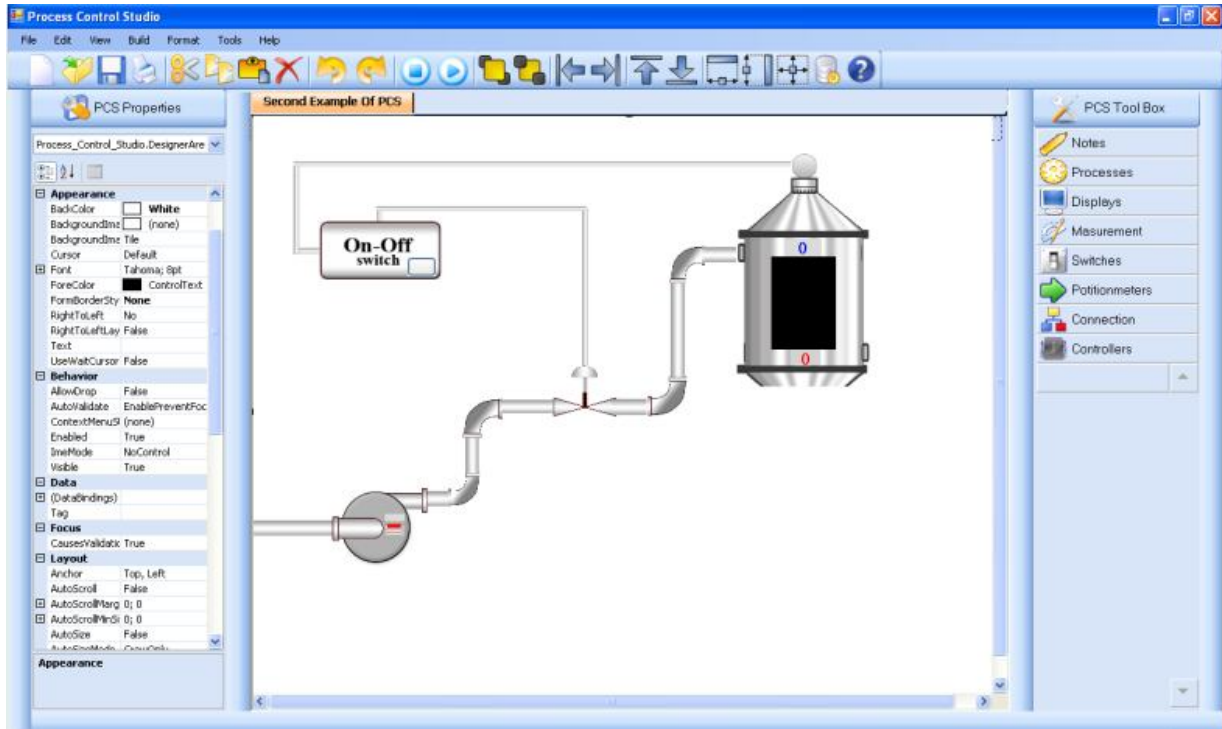 Process Control Studio
File Edit View Build Format Tools Help
PCS Properties
Process_Control_Studio.DesignerAre
Appearance
BackColor White
BackgroundIma (none)
BackgroundIma Tile
Cursor Default
Font Tahoma; 8pt
ForeColor ControlText
FormBorderSty None
RightToLeft No
RightToLeftLay False
Text
UseWaitCursor False
Behavior
AllowDrop False
AutoValidate EnablePreventFoc
ContextMenuS (none)
Enabled True
ImeMode NoControl
Visible True
Data
(DataBindings)
Tag
Focus
CausesValidatic True
Layout
Anchor Top, Left
AutoScroll False
AutoScrollMarg 0; 0
AutoScrollMinSi 0; 0
AutoSize False
AutoSizeMode GrowOnly
Appearance
Second Example Of PCS
On-Off
switch
0
0
PCS Tool Box
Notes
Processes
Displays
Masurement
Switches
Potitionmeters
Connection
Controllers